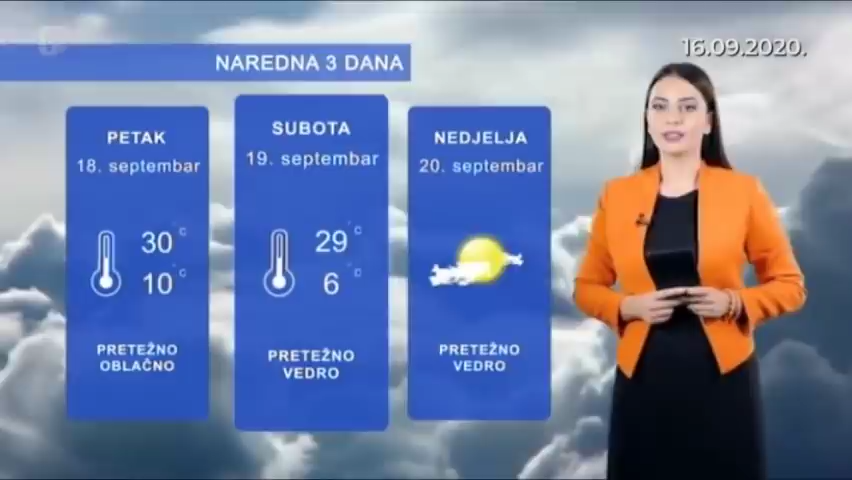 16.09.2020.
NAREDNA 3 DANA
PETAK
18. septembar
30 °C
10 °C
PRETEŽNO
OBLAČNO
SUBOTA
19. septembar
29 °C
6 °C
PRETEŽNO
VEDRO
NEDJELJA
20. septembar
PRETEŽNO
VEDRO